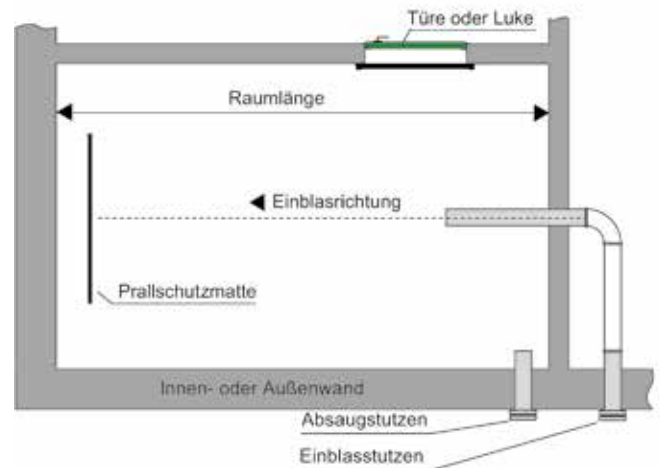 Türe oder Luke
Raumlänge
Einblasrichtung
Prallschutzmatte
Innen- oder Außenwand
Absaugstutzen
Einblasstutzen